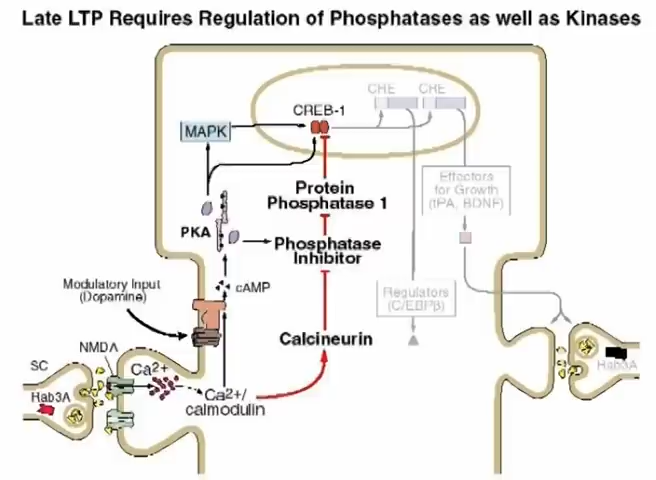 Late LTP Requires Regulation of Phosphatases as well as Kinases
CRE
CRE
CREB-1
MAPK
Effectors
for Growth
(tPA, BDNF)
Protein
Phosphatase 1
PKA
Phosphatase
Inhibitor
Modulatory Input
(Dopamine)
cAMP
Regulators
(C/EBPβ)
Calcineurin
NMDA
SC
Ca2+
Rab3A
Rab3A
Ca2+/
calmodulin